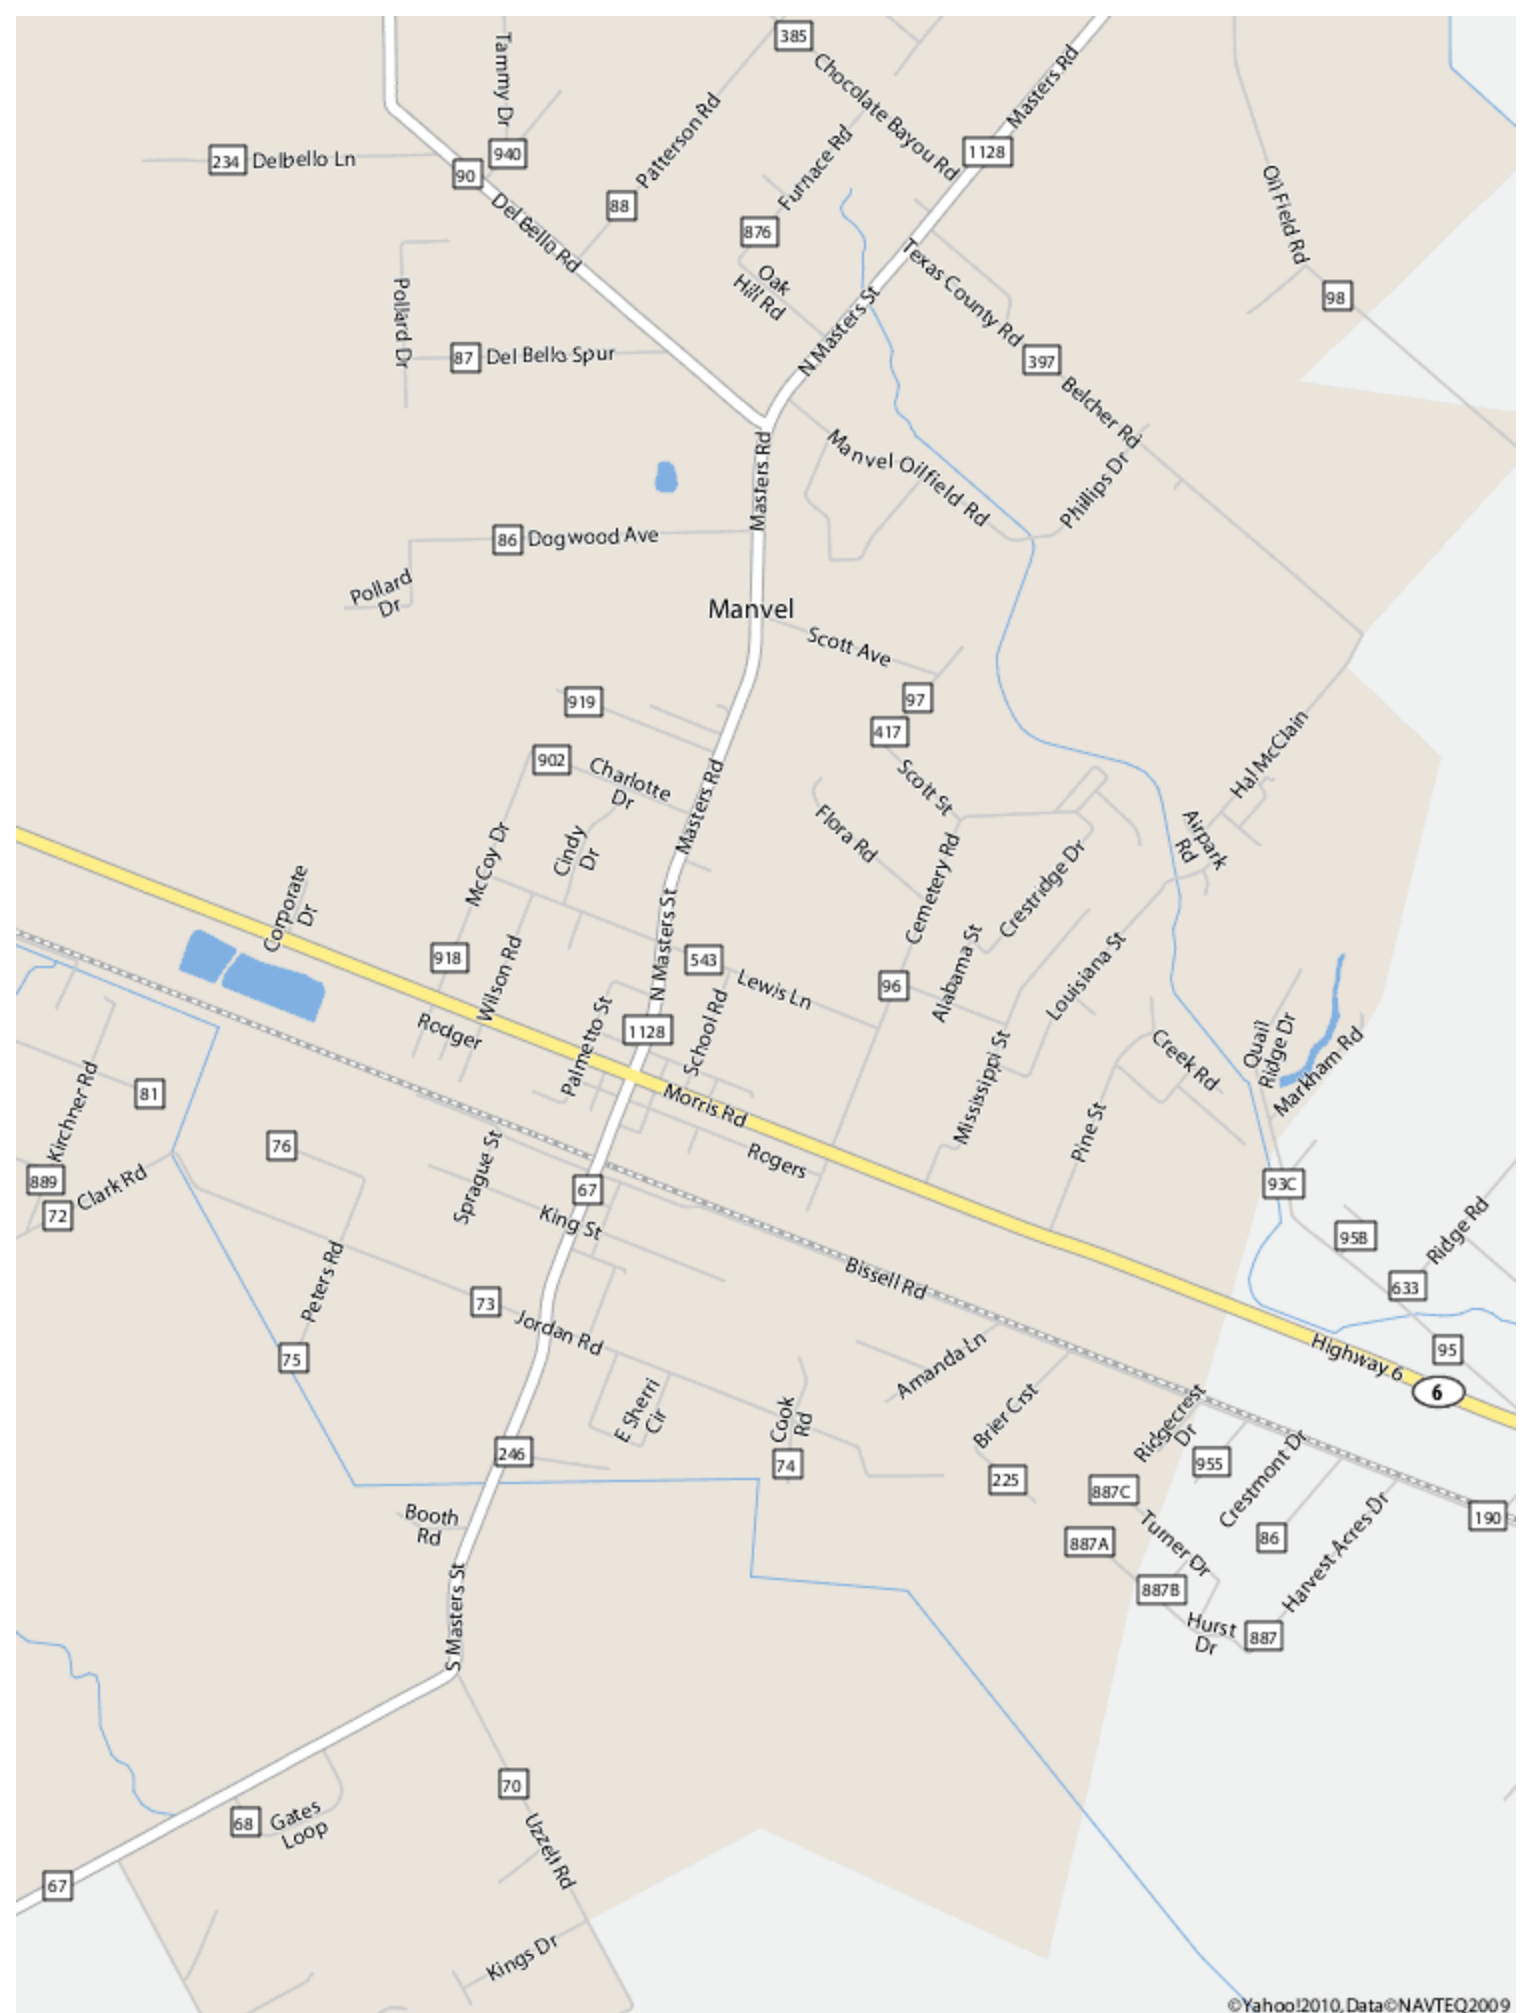 385
Tammy Dr
Chocolate Bayou Rd
Masters Rd
Patterson Rd
Furnace Rd
1128
940
234
Delbello Ln
90
88
Del Bello Rd
876
Oil Field Rd
Oak
Hill Rd
Texas County Rd
98
Pollard Dr
N Masters St
87
Del Bello Spur
397
Belcher Rd
Masters Rd
Manvel Oilfield Rd
Phillips Dr
86
Dogwood Ave
Pollard
Dr
Manvel
Scott Ave
919
97
417
902
Charlotte
Dr
Masters Rd
Scott St
Hal McClain
Flora Rd
Airpark
Rd
McCoy Dr
Cindy
Dr
Corporate
Dr
Cemetery Rd
Crestridge Dr
N Masters St
918
Wilson Rd
543
Lewis Ln
96
Alabama St
Louisiana St
Rodger
Palmetto St
1128
School Rd
Mississippi St
Creek Rd
Quail
Ridge Dr
Markham Rd
Kirchner Rd
81
Morris Rd
Pine St
76
Rogers
889
72
Clark Rd
Sprague St
67
93C
King St
95B
Ridge Rd
Peters Rd
Bissell Rd
633
73
Jordan Rd
75
Highway 6
95
6
Amanda Ln
E Sherri
Cir
Cook
Rd
Brier Crst
Ridgecrest
Dr
246
74
225
955
Crestmont Dr
887C
Booth
Rd
Turner Dr
86
Harvest Acres Dr
190
887A
887B
Hurst
Dr
887
S Masters St
70
68
Gates
Loop
Uzzell Rd
67
Kings Dr
©Yahoo!2010, Data©NAVTEQ2009